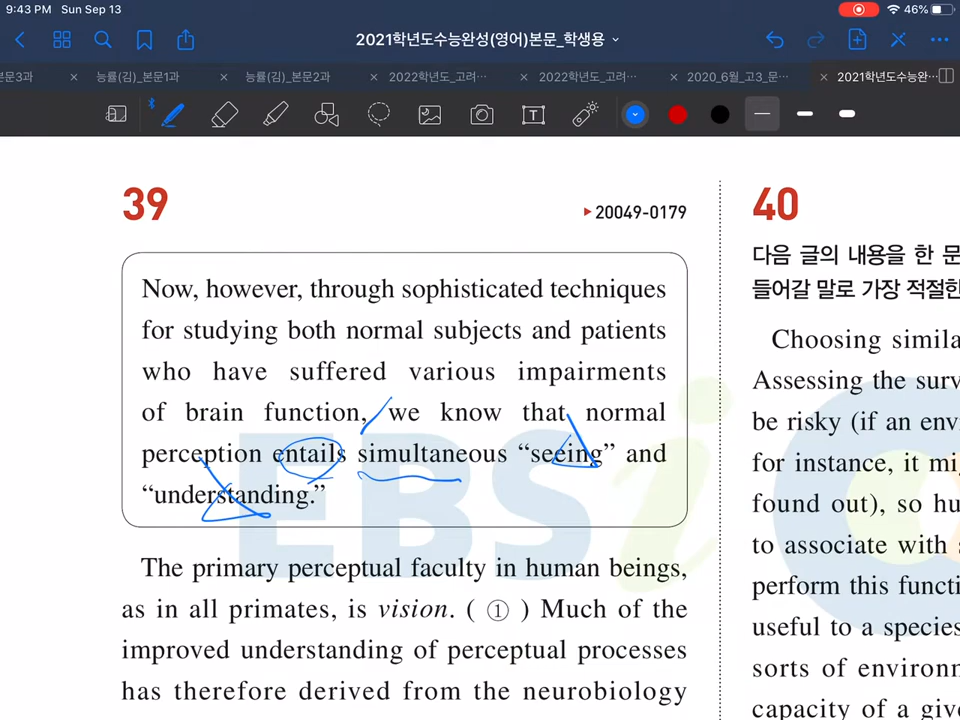 9:43 PM Sun Sep 13
46%
2021학년도수능완성(영어)본문_학생용
본문3과
능률(김)_본문1과
능률(김)_본문2과
2022학년도_고려…
2022학년도_고려…
2020_6월_고3_문…
2021학년도수능완…
T
39
20049-0179
Now, however, through sophisticated techniques
for studying both normal subjects and patients
who have suffered various impairments
of brain function, we know that normal
perception entails simultaneous “seeing” and
“understanding.”
The primary perceptual faculty in human beings,
as in all primates, is vision. ( ① ) Much of the
improved understanding of perceptual processes
has therefore derived from the neurobiology
40
다음 글의 내용을 한 문
들어갈 말로 가장 적절한
Choosing simila
Assessing the surv
be risky (if an env
for instance, it mi
found out), so hu
to associate with s
perform this functi
useful to a species
sorts of environm
capacity of a give
EBSi